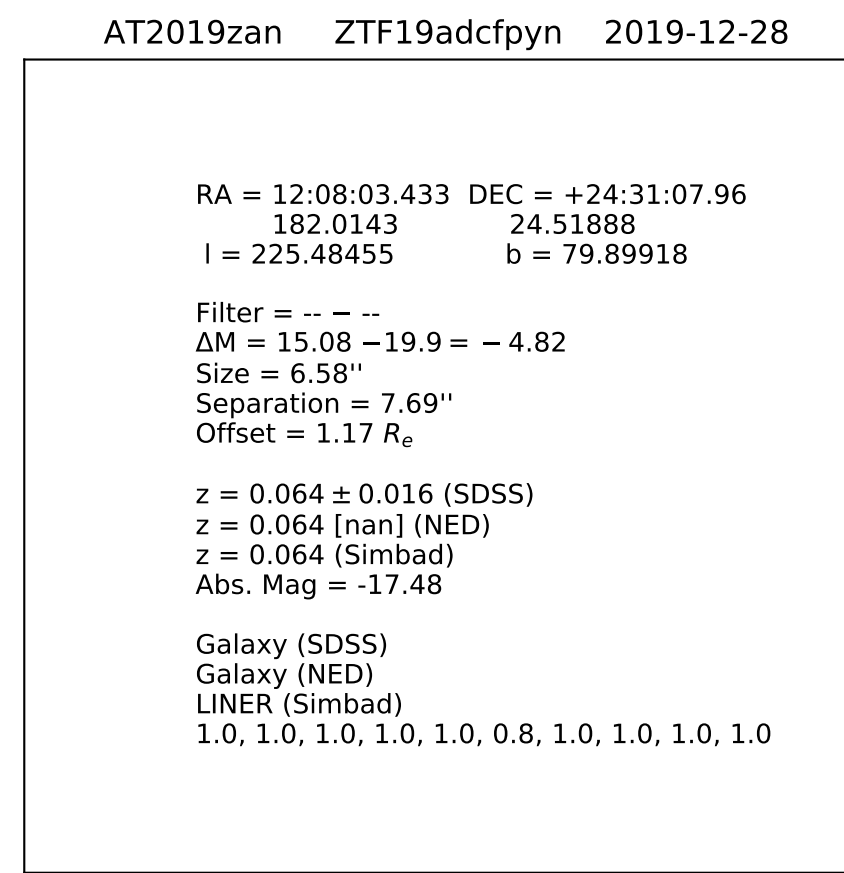 AT2019zan ZTF19adcfpyn 2019-12-28
RA = 12:08:03.433 DEC = +24:31:07.96
182.0143 24.51888
l = 225.48455 b = 79.89918
Filter = -- − --
ΔM = 15.08 −19.9 = − 4.82
Size = 6.58''
Separation = 7.69''
Offset = 1.17 Re
z = 0.064 ± 0.016 (SDSS)
z = 0.064 [nan] (NED)
z = 0.064 (Simbad)
Abs. Mag = -17.48
Galaxy (SDSS)
Galaxy (NED)
LINER (Simbad)
1.0, 1.0, 1.0, 1.0, 1.0, 0.8, 1.0, 1.0, 1.0, 1.0